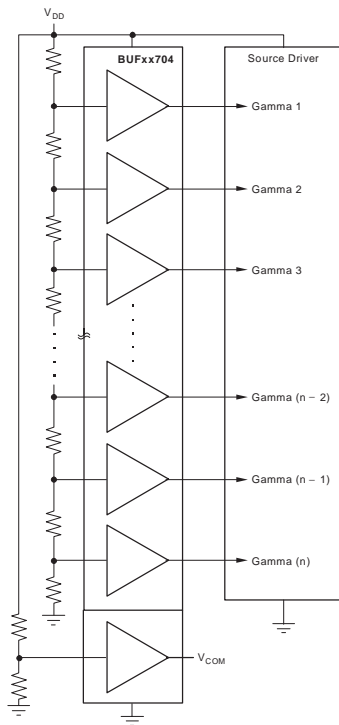 V_DD
BUFxx704
Source Driver
Gamma 1
Gamma 2
Gamma 3
Gamma (n − 2)
Gamma (n − 1)
Gamma (n)
V_COM